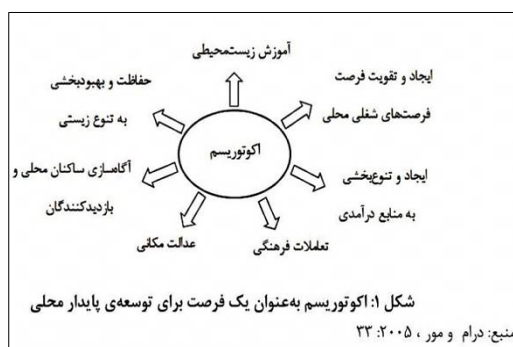 آموزش زیست‌محیطی
ایجاد و تقویت فرصت
فرصت‌های شغلی محلی
حفاظت و بهبودبخشی
به تنوع زیستی
اکوتوریسم
آگاه‌سازی ساکنان محلی و
بازدیدکنندگان
ایجاد و تنوع‌بخشی
به منابع درآمدی
عدالت مکانی
تعاملات فرهنگی
شکل ۱: اکوتوریسم به‌عنوان یک فرصت برای توسعه‌ی پایدار محلی
منبع: درام و مور ، ۲۰۰۵: ۳۳